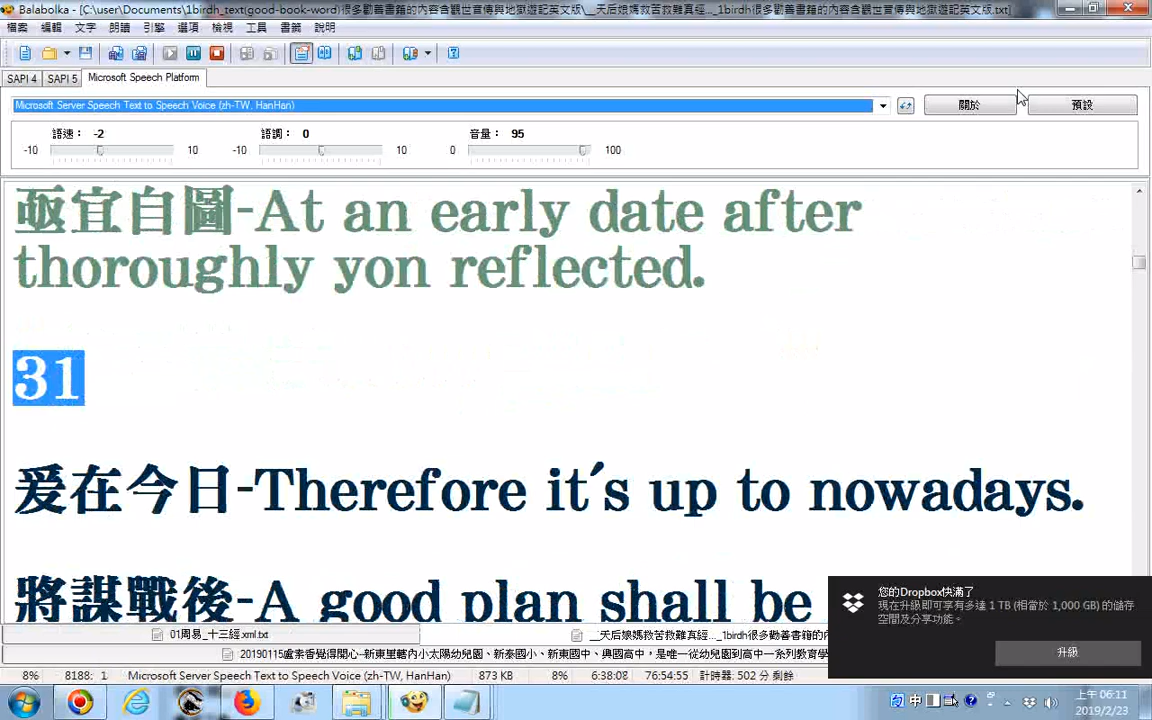 Balabolka - [C:\user\Documents\1birdh_text(good-book-word)很多勸善書籍的內容含觀世音傳與地獄遊記英文版\__天后娘媽救苦救難真經..._1birdh很多勸善書籍的內容含觀世音傳與地獄遊記英文版.txt]
檔案 編輯 文字 朗讀 引擎 選項 檢視 工具 書籤 說明
SAPI 4 SAPI 5 Microsoft Speech Platform
Microsoft Server Speech Text to Speech Voice (zh-TW, HanHan) 關於 預設
語速： -2 語調： 0 音量： 95
-10 10 -10 10 0 100
亟宜自圖-At an early date after
thoroughly yon reflected.
31
爰在今日-Therefore it's up to nowadays.
將謀戰後-A good plan shall be
您的Dropbox快滿了
現在升級即可享有多達 1 TB (相當於 1,000 GB) 的儲存
空間及分享功能。
升級
01周易_十三經.xml.txt __天后娘媽救苦救難真經..._1birdh很多勸善書籍的內
20190115盧素香覺得開心-新東里轄內小太陽幼兒園、新泰國小、新東國中、興國高中，是唯一從幼兒園到高中一系列教育學
8% 8188: 1 Microsoft Server Speech Text to Speech Voice (zh-TW, HanHan) 873 KB 8% 6:38:08 76:54:55 計時器: 502 分 剩餘
中 上午 06:11
2019/2/23